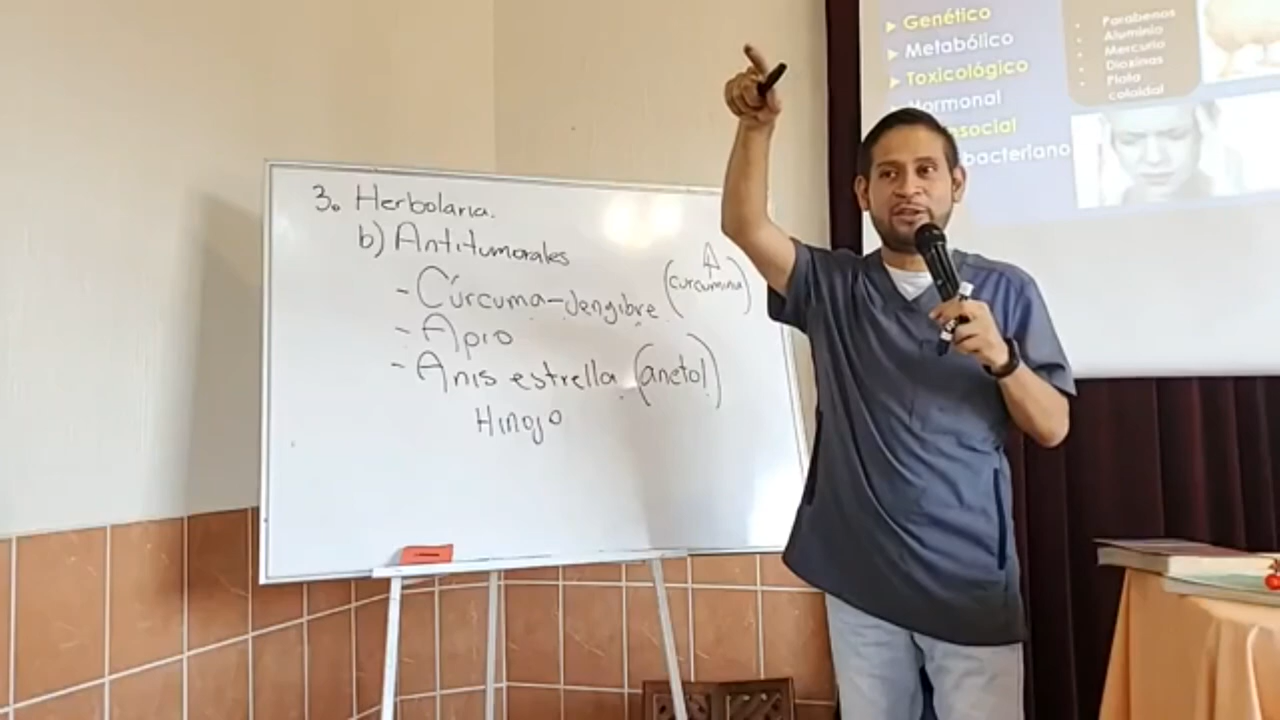 3. Herbolaria.
b) Antitumorales
- Cúrcuma-Jengibre (curcumina)
A
- Apio
- Anis estrella (anetol)
Hinojo
Genético
Metabólico
Toxicológico
Hormonal
bacteriano
Parabenos
Aluminio
Mercurio
Dioxinas
Plata
coloidal